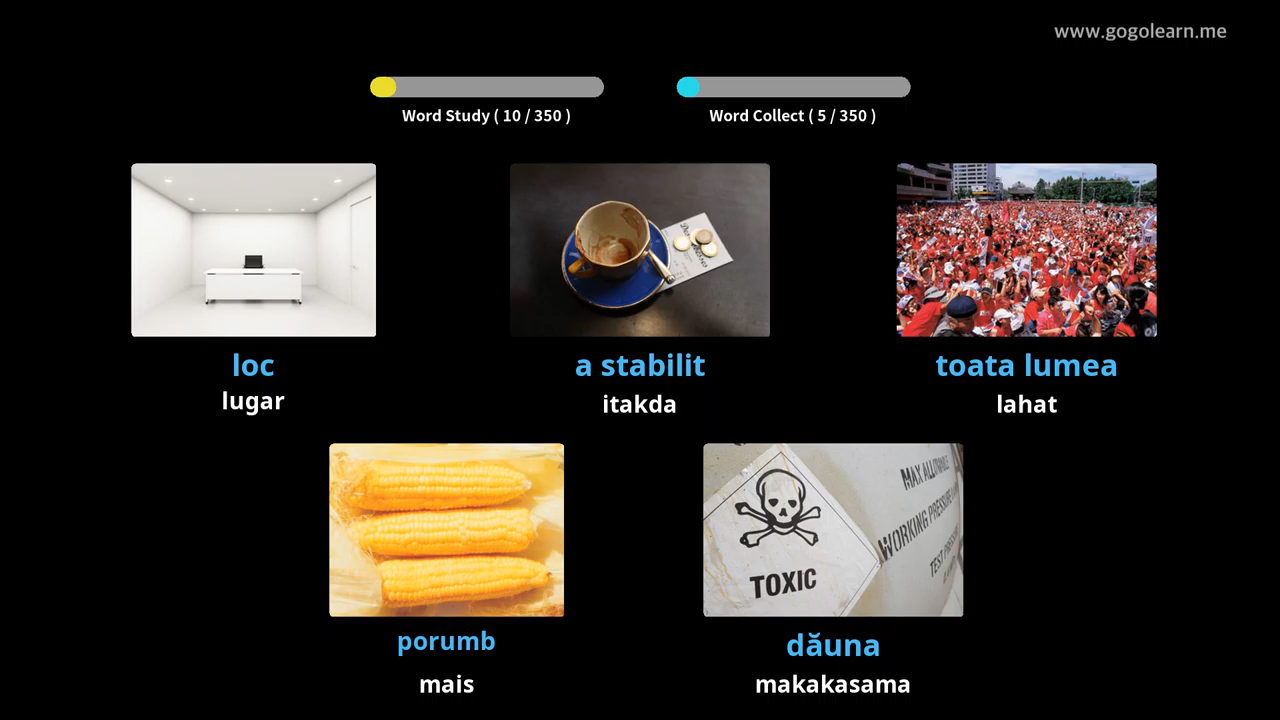 www.gogolearn.me
Word Study ( 10 / 350 )
Word Collect ( 5 / 350 )
loc
lugar
a stabilit
itakda
toata lumea
lahat
porumb
mais
TOXIC
MAX ALLOWABLE
WORKING PRESSURE
TEST
dăuna
makakasama